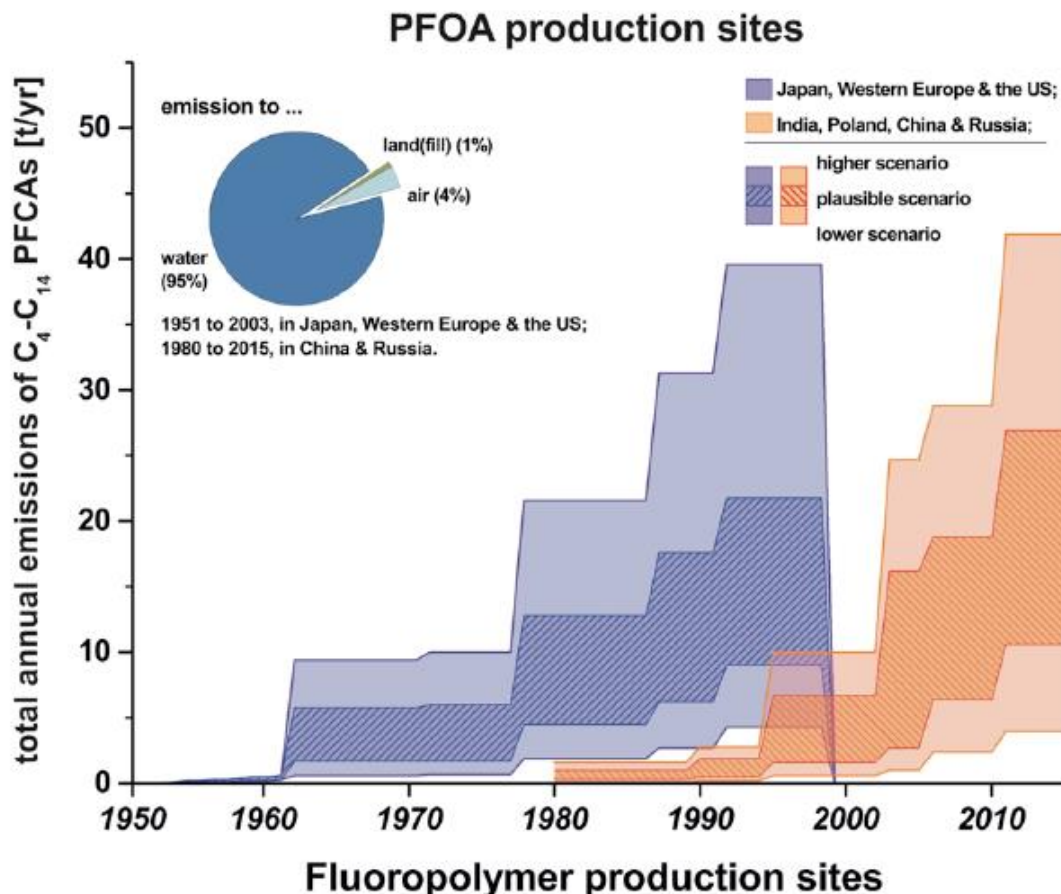 PFOA production sites
total annual emissions of C₄-C₁₄ PFCAs [t/yr]
50
40
30
20
10
0
emission to ...
land(fill) (1%)
air (4%)
water
(95%)
1951 to 2003, in Japan, Western Europe & the US;
1980 to 2015, in China & Russia.
Japan, Western Europe & the US;
India, Poland, China & Russia;
higher scenario
plausible scenario
lower scenario
1950 1960 1970 1980 1990 2000 2010
Fluoropolymer production sites